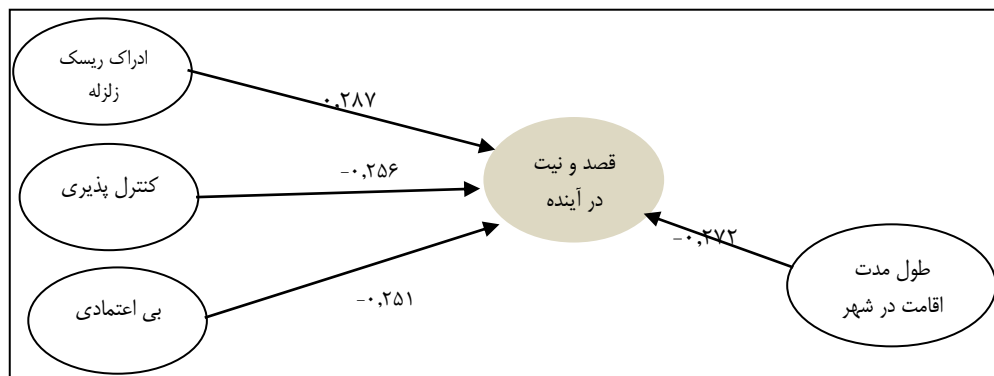 ادراک ریسک
زلزله
۰,۲۸۷
قصد و نیت
در آینده
کنترل پذیری
-۰,۲۵۶
-۰,۲۷۲
طول مدت
اقامت در شهر
بی اعتمادی
-۰,۲۵۱